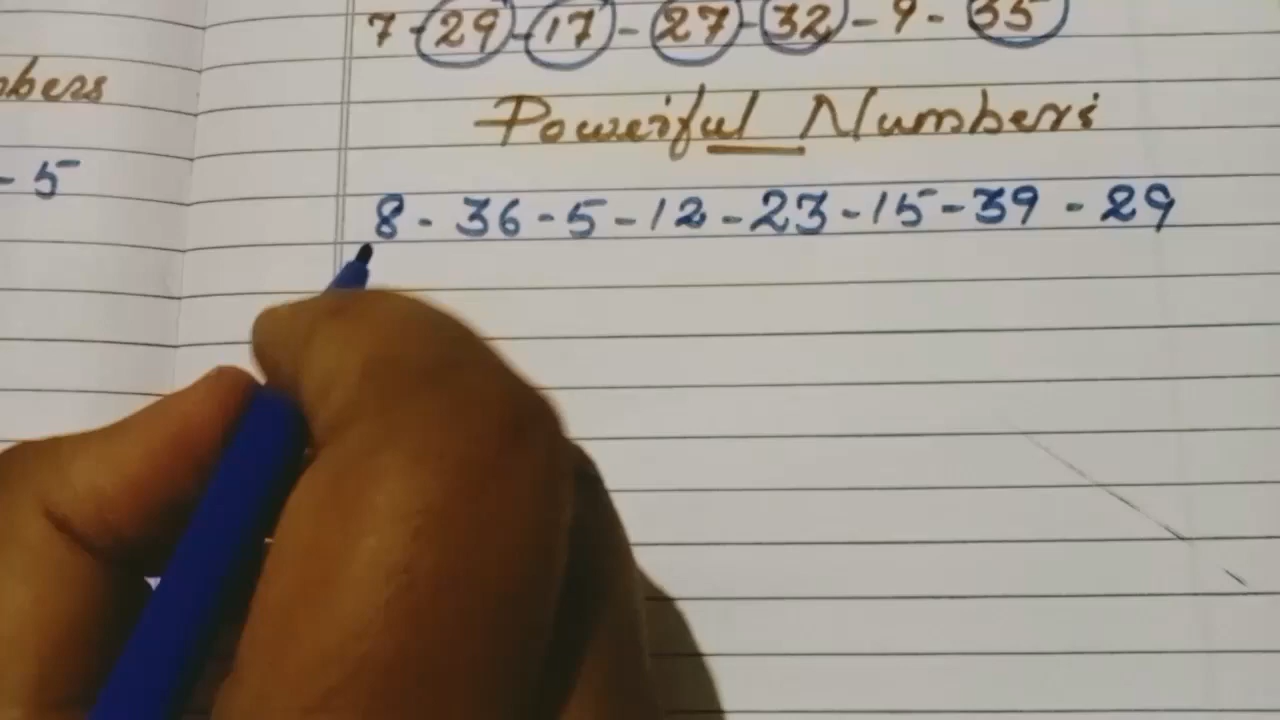 bers
- 5
7 - 29 - 17 - 27 - 32 - 9 - 35
Powerful Numbers
8 - 36 - 5 - 12 - 23 - 15 - 39 - 29